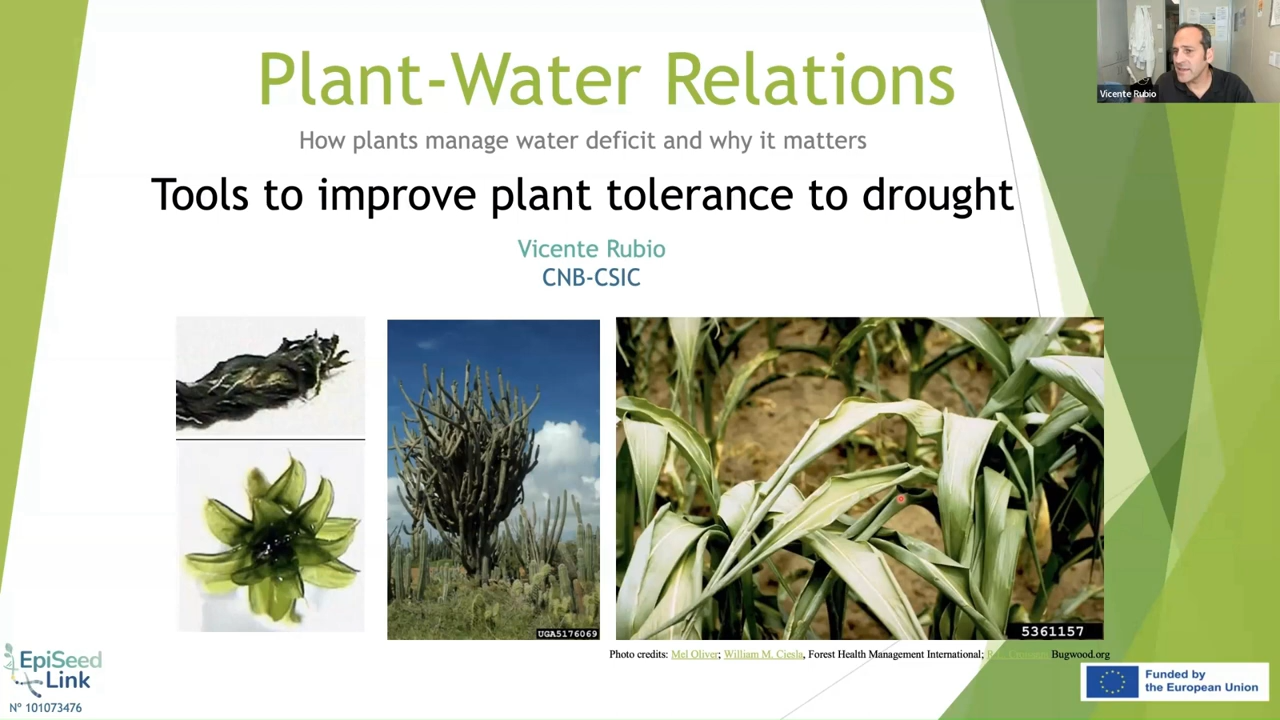 Plant-Water Relations
Vicente Rubio
How plants manage water deficit and why it matters
Tools to improve plant tolerance to drought
Vicente Rubio
CNB-CSIC
UGA5176069
5361157
Photo credits: Mel Oliver; William M. Ciesla, Forest Health Management International; Bugwood.org
EpiSeed
Link
Nº 101073476
Funded by
the European Union